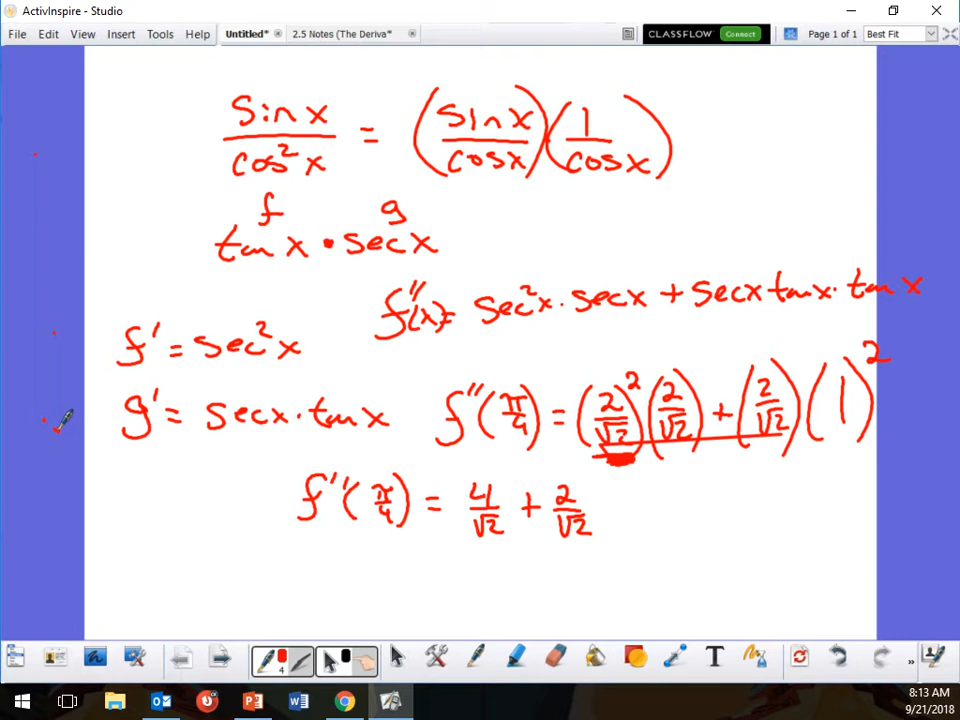 ActivInspire - Studio
File Edit View Insert Tools Help Untitled* 2.5 Notes (The Deriva* CLASSFLOW Connect Page 1 of 1 Best Fit
sin x / cos² x = (sin x / cos x)(1 / cos x)
f g
tan x • sec x
f''(x) = sec² x · sec x + sec x tan x · tan x
f' = sec² x
g' = sec x · tan x
f''(π/4) = (2/√2)² (2/√2) + (2/√2)(1)²
f''(π/4) = 4/√2 + 2/√2
4
T
8:13 AM
9/21/2018